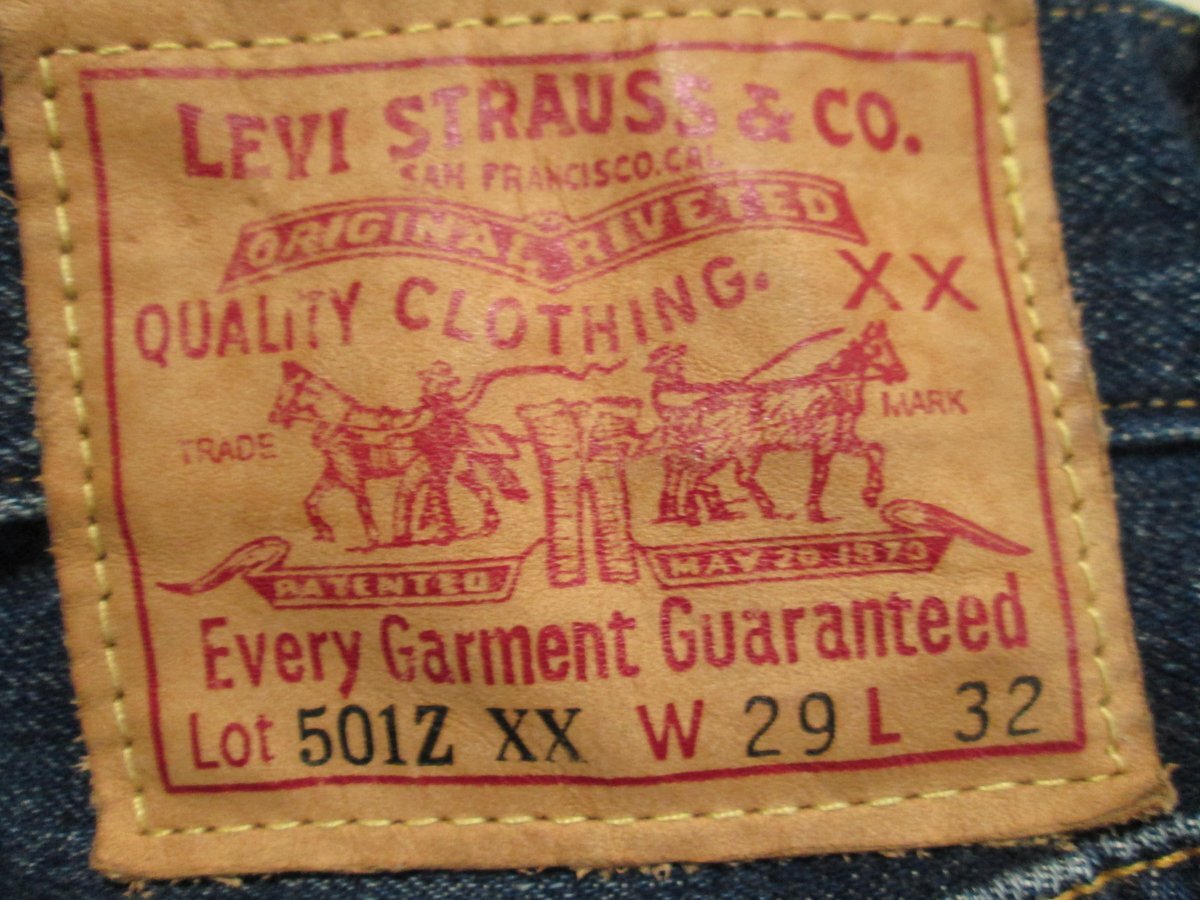 LEVI STRAUSS & CO.
SAN FRANCISCO.CAL
ORIGINAL RIVETED
QUALITY CLOTHING.
XX
TRADE
MARK
PATENTED
MAY 20 1873
Every Garment Guaranteed
Lot 501Z XX W 29 L 32